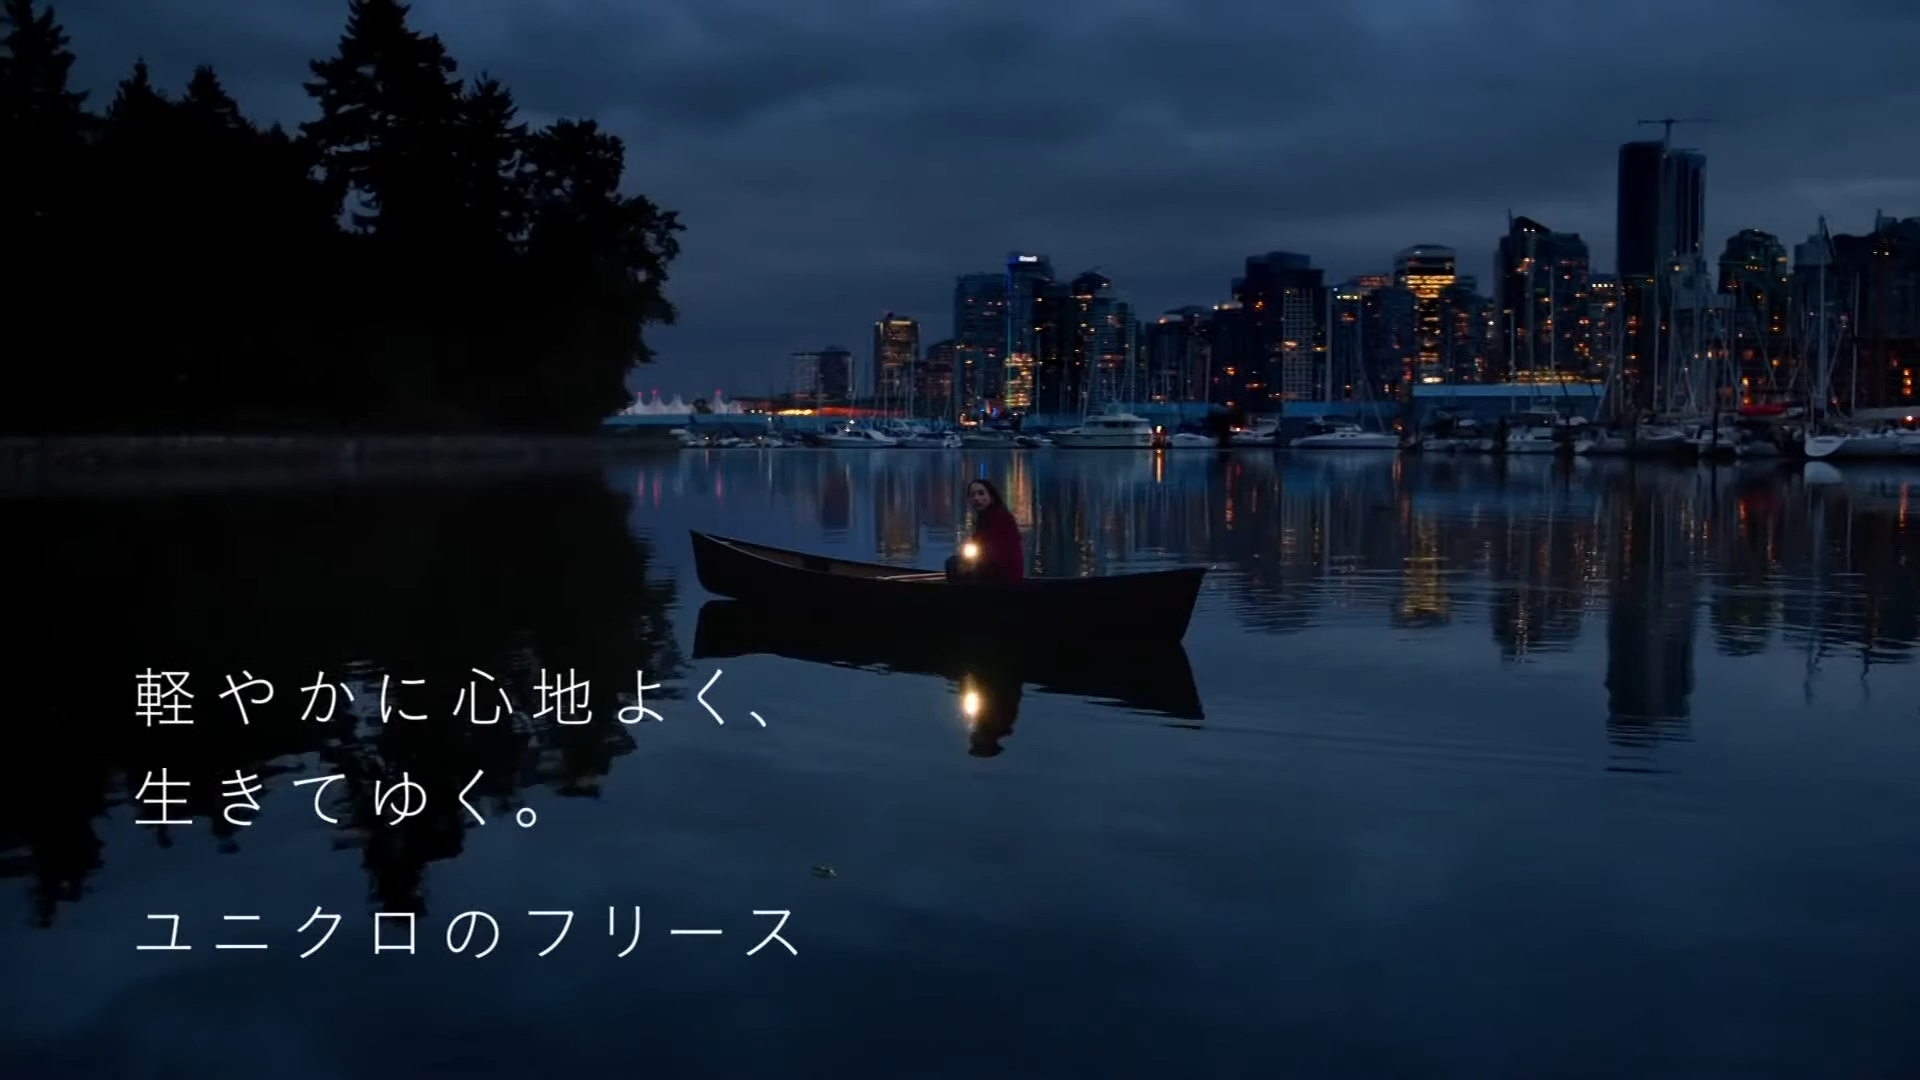 軽やかに心地よく、
生きてゆく。
ユニクロのフリース